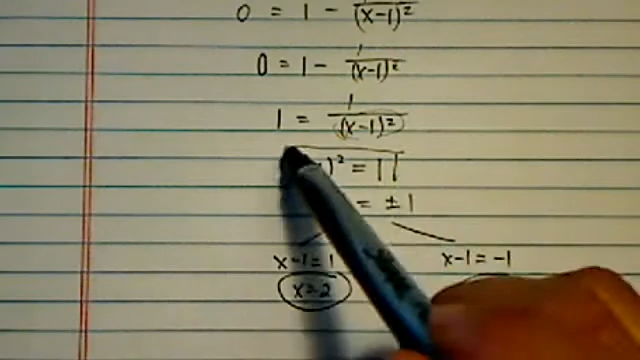 0 = 1 - 1/(x-1)²
0 = 1 - 1/(x-1)²
1 = 1/(x-1)²
)² = 1
= ±1
x-1=1 x-1=-1
x=2